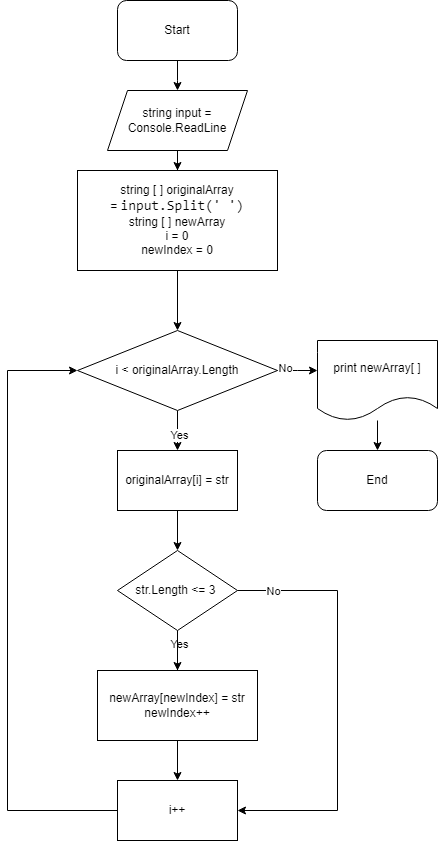 Start
string input =
Console.ReadLine
string [ ] originalArray
= input.Split(' ')
string [ ] newArray
i = 0
newIndex = 0
i < originalArray.Length
No
print newArray[ ]
Yes
End
originalArray[i] = str
str.Length <= 3
No
Yes
newArray[newIndex] = str
newIndex++
i++